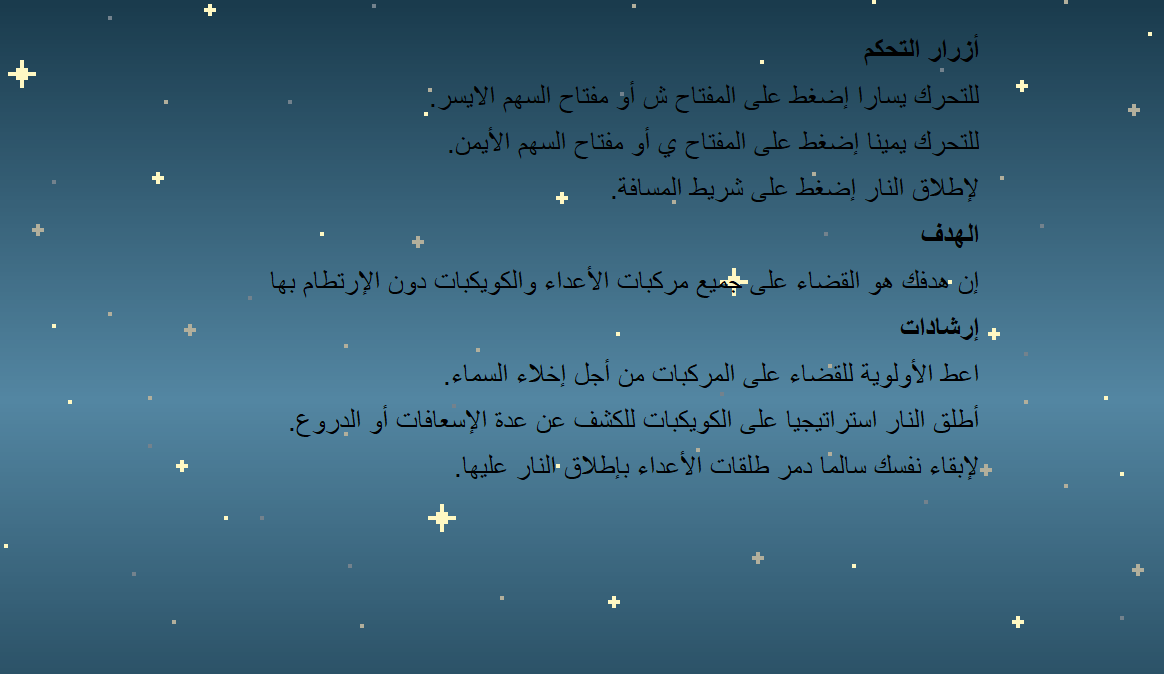 أزرار التحكم
للتحرك يسارا إضغط على المفتاح ش أو مفتاح السهم الايسر.
للتحرك يمينا إضغط على المفتاح ي أو مفتاح السهم الأيمن.
لإطلاق النار إضغط على شريط المسافة.
الهدف
إن هدفك هو القضاء على جميع مركبات الأعداء والكويكبات دون الإرتطام بها
إرشادات
اعط الأولوية للقضاء على المركبات من أجل إخلاء السماء.
أطلق النار استراتيجيا على الكويكبات للكشف عن عدة الإسعافات أو الدروع.
لإبقاء نفسك سالما دمر طلقات الأعداء بإطلاق النار عليها.